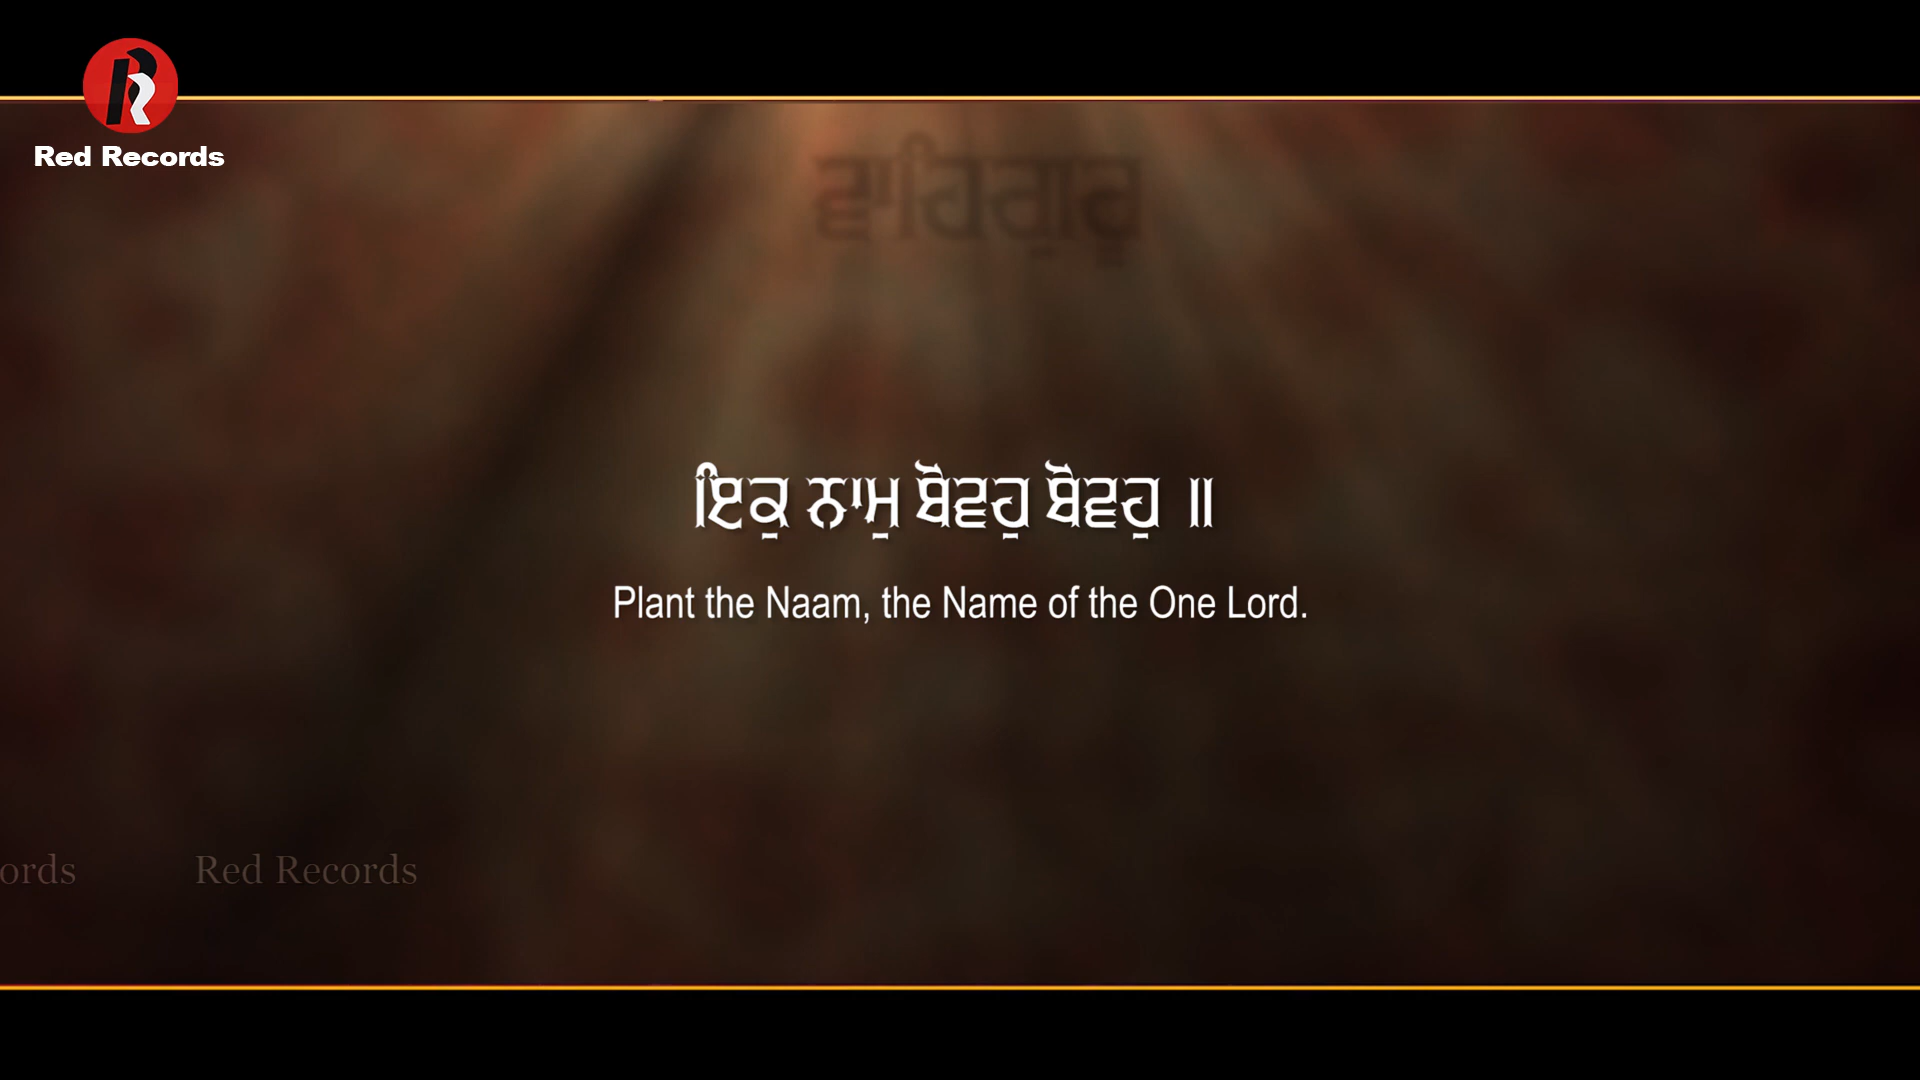 Red Records
ਵਾਹਿਗੁਰੂ
ਇਕੁ ਨਾਮੁ ਬੋਵਹੁ ਬੋਵਹੁ ॥
Plant the Naam, the Name of the One Lord.
ords Red Records